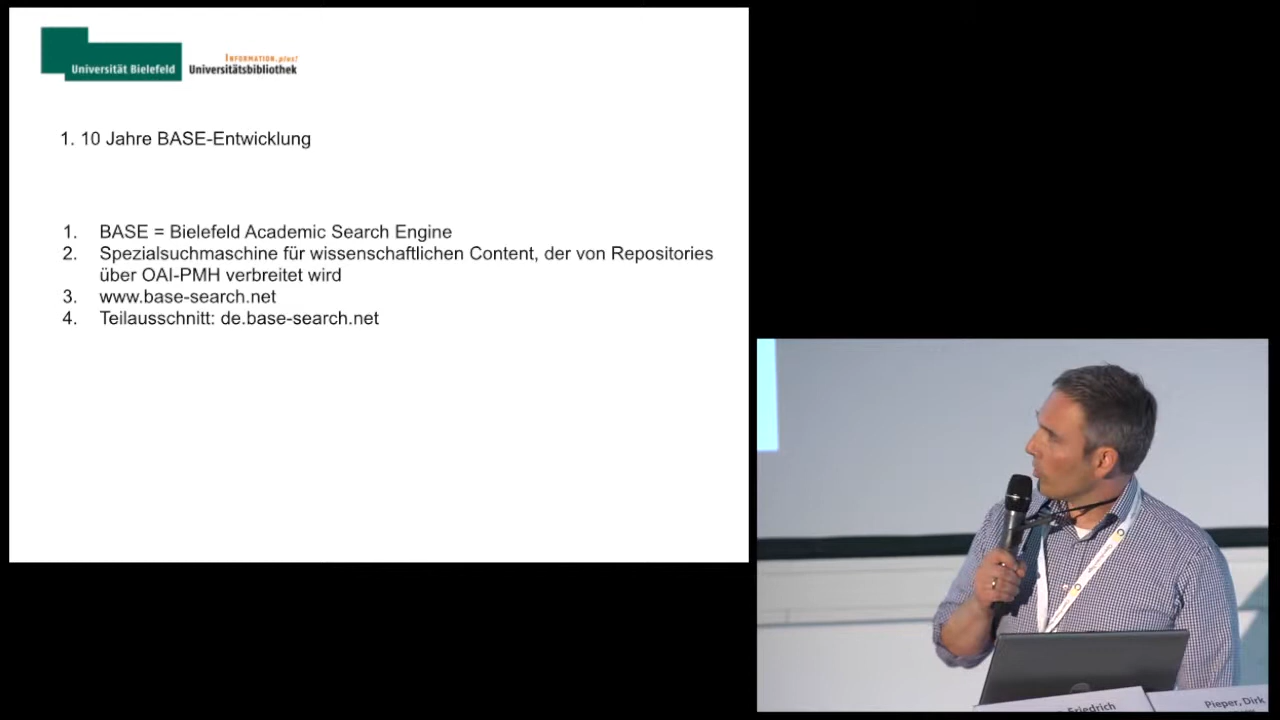 Universität Bielefeld
INFORMATION.plus!
Universitätsbibliothek
1. 10 Jahre BASE-Entwicklung
1. BASE = Bielefeld Academic Search Engine
2. Spezialsuchmaschine für wissenschaftlichen Content, der von Repositories
über OAI-PMH verbreitet wird
3. www.base-search.net
4. Teilausschnitt: de.base-search.net
Friedrich
Pieper, Dirk